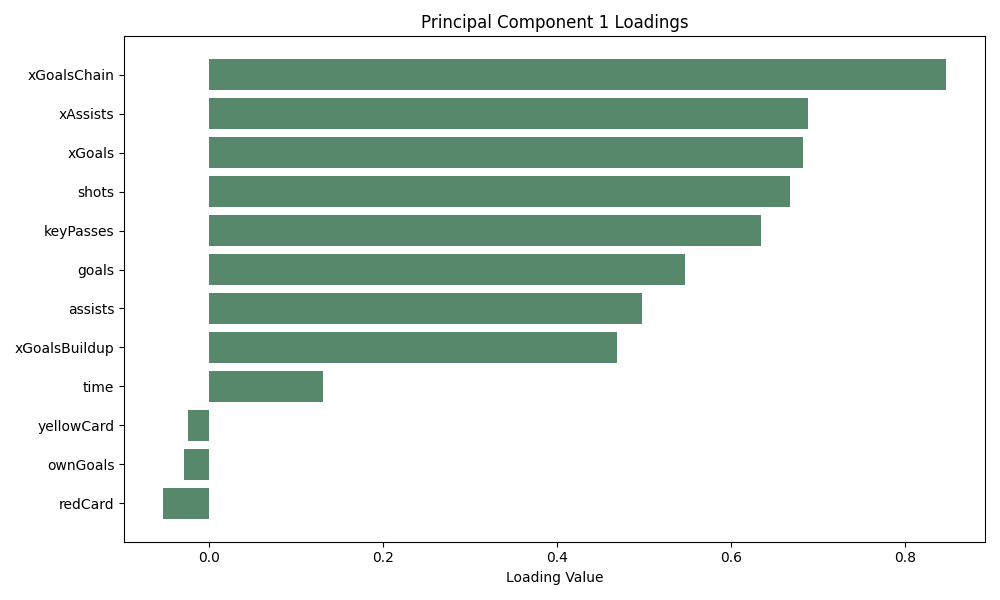 Principal Component 1 Loadings
xGoalsChain
xAssists
xGoals
shots
keyPasses
goals
assists
xGoalsBuildup
time
yellowCard
ownGoals
redCard
0.0 0.2 0.4 0.6 0.8
Loading Value